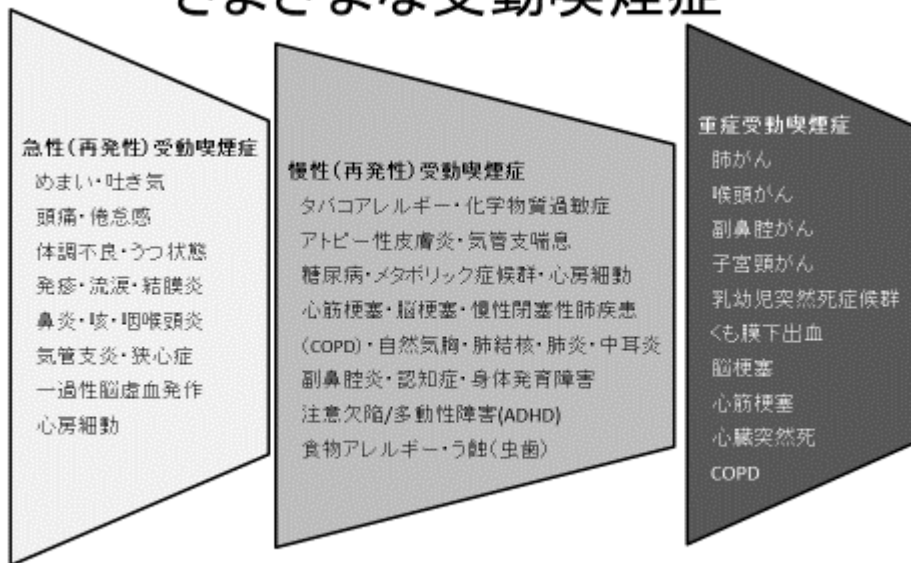 さまざまな受動喫煙症
急性(再発性)受動喫煙症
めまい・吐き気
頭痛・倦怠感
体調不良・うつ状態
発疹・流涙・結膜炎
鼻炎・咳・咽喉頭炎
気管支炎・狭心症
一過性脳虚血発作
心房細動
慢性(再発性)受動喫煙症
タバコアレルギー・化学物質過敏症
アトピー性皮膚炎・気管支喘息
糖尿病・メタボリック症候群・心房細動
心筋梗塞・脳梗塞・慢性閉塞性肺疾患
(COPD)・自然気胸・肺結核・肺炎・中耳炎
副鼻腔炎・認知症・身体発育障害
注意欠陥/多動性障害(ADHD)
食物アレルギー・う蝕(虫歯)
重症受動喫煙症
肺がん
喉頭がん
副鼻腔がん
子宮頸がん
乳幼児突然死症候群
くも膜下出血
脳梗塞
心筋梗塞
心臓突然死
COPD